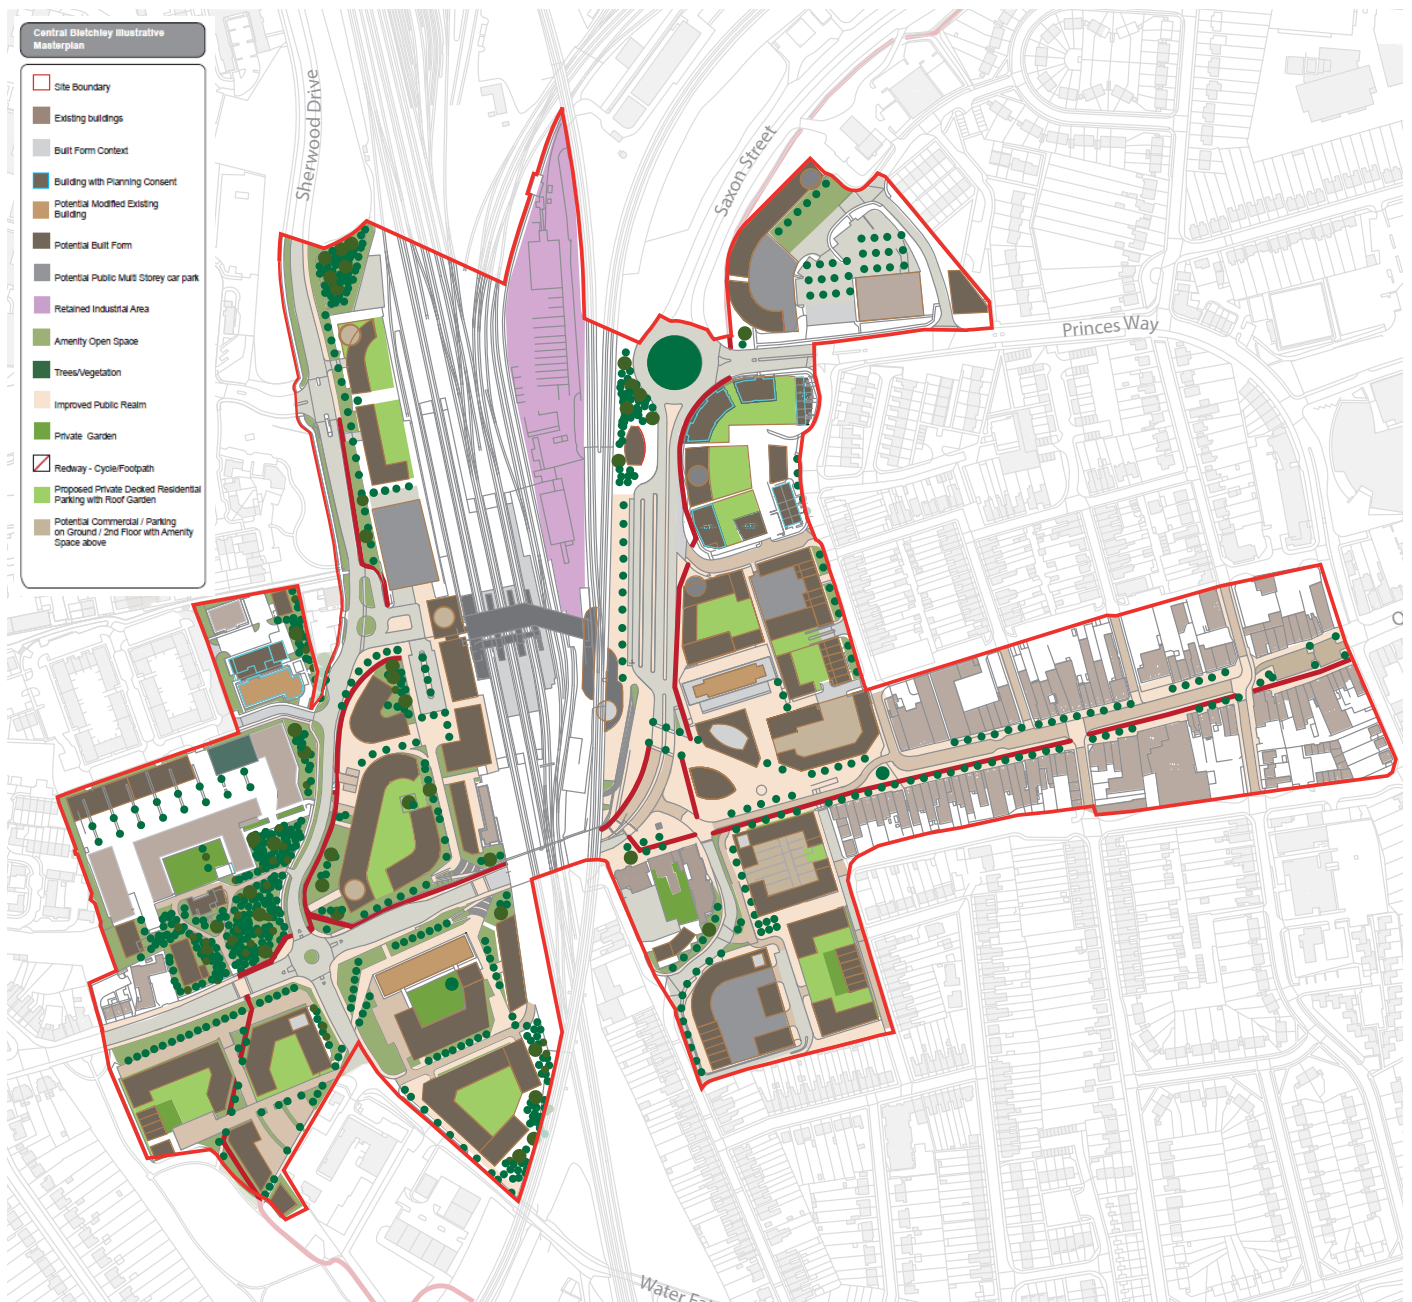 Central Bletchley Illustrative
Masterplan
Site Boundary
Existing buildings
Built Form Context
Building with Planning Consent
Potential Modified Existing
Building
Potential Built Form
Potential Public Multi Storey car park
Retained Industrial Area
Amenity Open Space
Trees/Vegetation
Improved Public Realm
Private Garden
Redway - Cycle/Footpath
Proposed Private Decked Residential
Parking with Roof Garden
Potential Commercial / Parking
on Ground / 2nd Floor with Amenity
Space above
Sherwood Drive
Saxon Street
Princes Way
Water